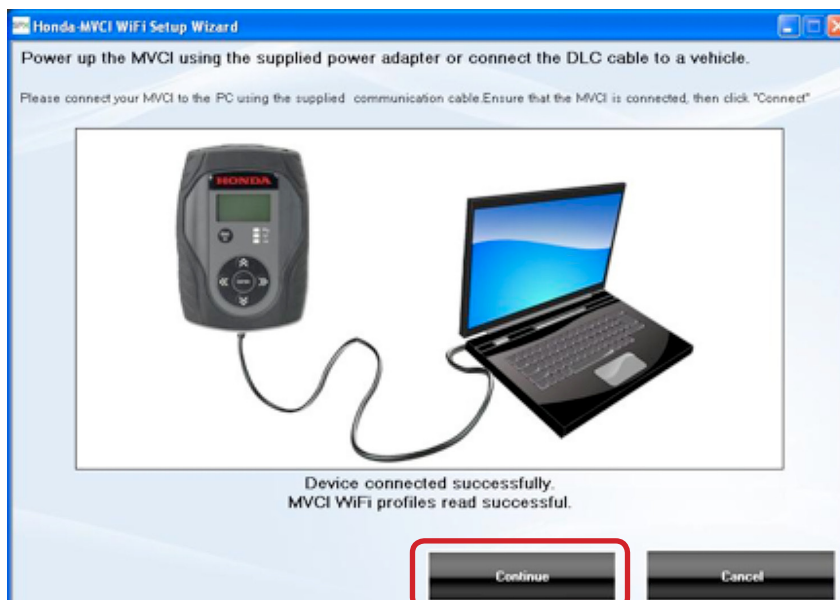 Honda-MVCI WiFi Setup Wizard
Power up the MVCI using the supplied power adapter or connect the DLC cable to a vehicle.
Please connect your MVCI to the PC using the supplied communication cable.Ensure that the MVCI is connected, then click "Connect"
HONDA
Device connected successfully.
MVCI WiFi profiles read successful.
Continue
Cancel